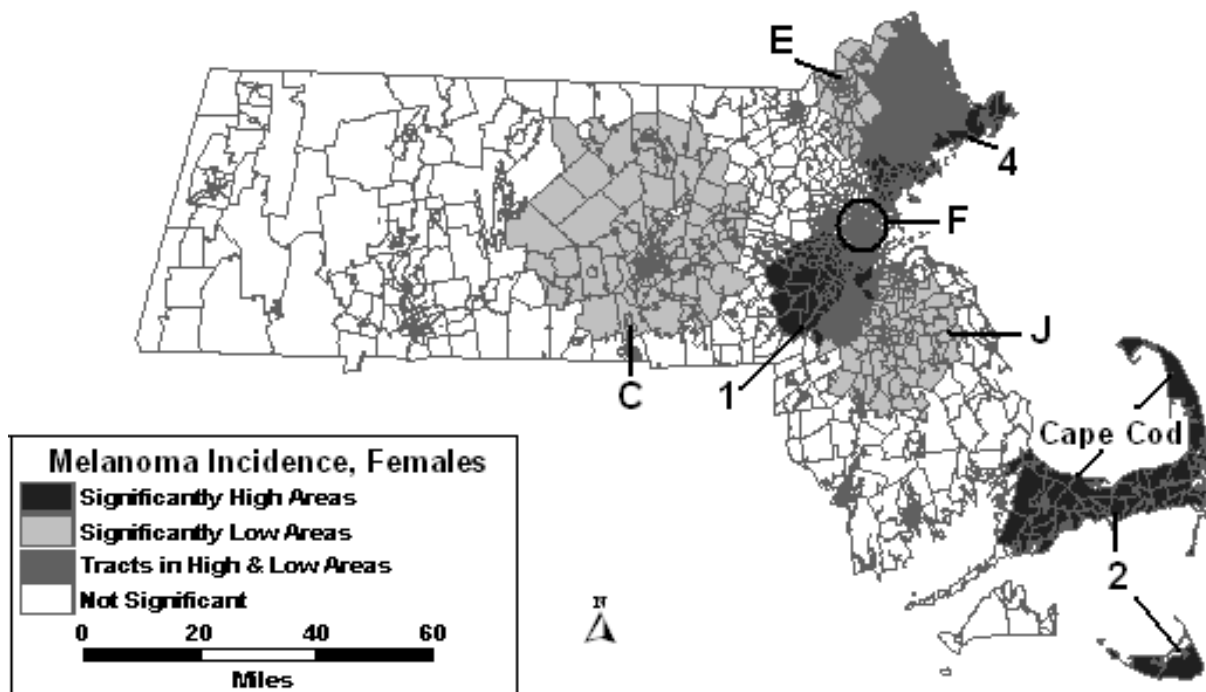 E
4
F
J
C
1
Cape Cod
2
N
Melanoma Incidence, Females
Significantly High Areas
Significantly Low Areas
Tracts in High & Low Areas
Not Significant
0 20 40 60
Miles